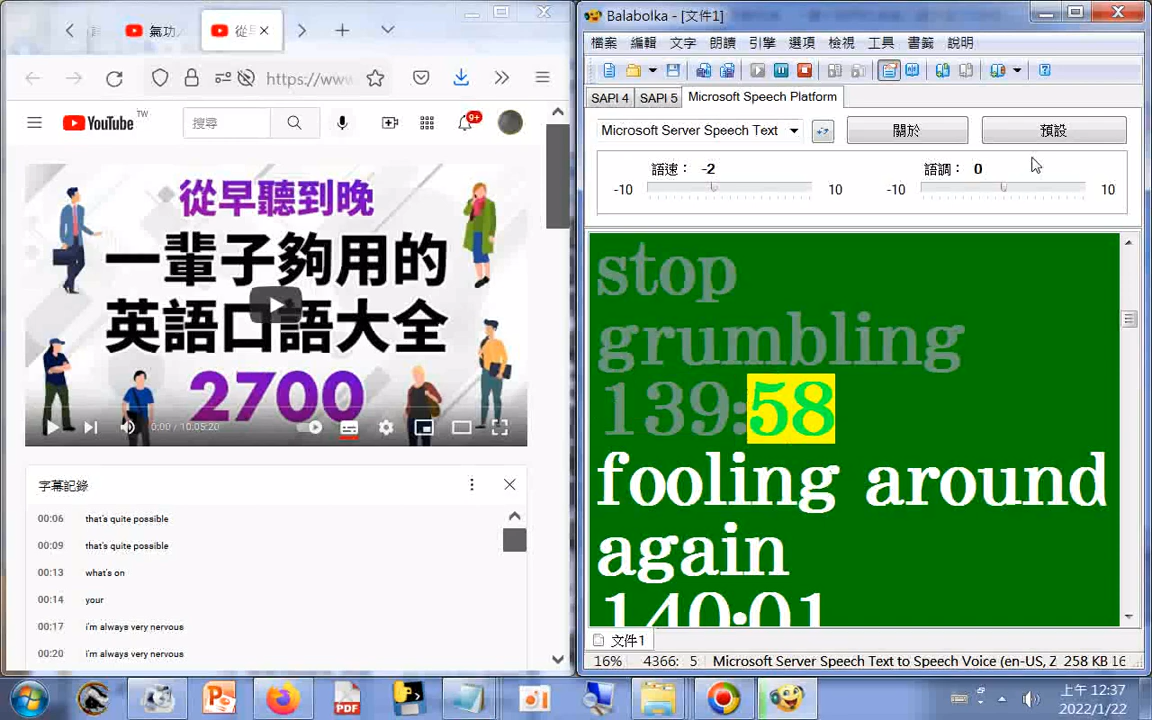 氣功
從
https://www
YouTube TW
搜尋
9+
從早聽到晚
一輩子夠用的
英語口語大全
2700
0:00 / 10:05:20
字幕記錄
00:06 that's quite possible
00:09 that's quite possible
00:13 what's on
00:14 your
00:17 i'm always very nervous
00:20 i'm always very nervous
Balabolka - [文件1]
檔案 編輯 文字 朗讀 引擎 選項 檢視 工具 書籤 說明
SAPI 4 SAPI 5 Microsoft Speech Platform
Microsoft Server Speech Text 關於 預設
語速： -2 語調： 0
-10 10 -10 10
stop
grumbling
139:58
fooling around
again
140:01
文件1
16% 4366: 5 Microsoft Server Speech Text to Speech Voice (en-US, Z 258 KB 16
PDF
上午 12:37
2022/1/22